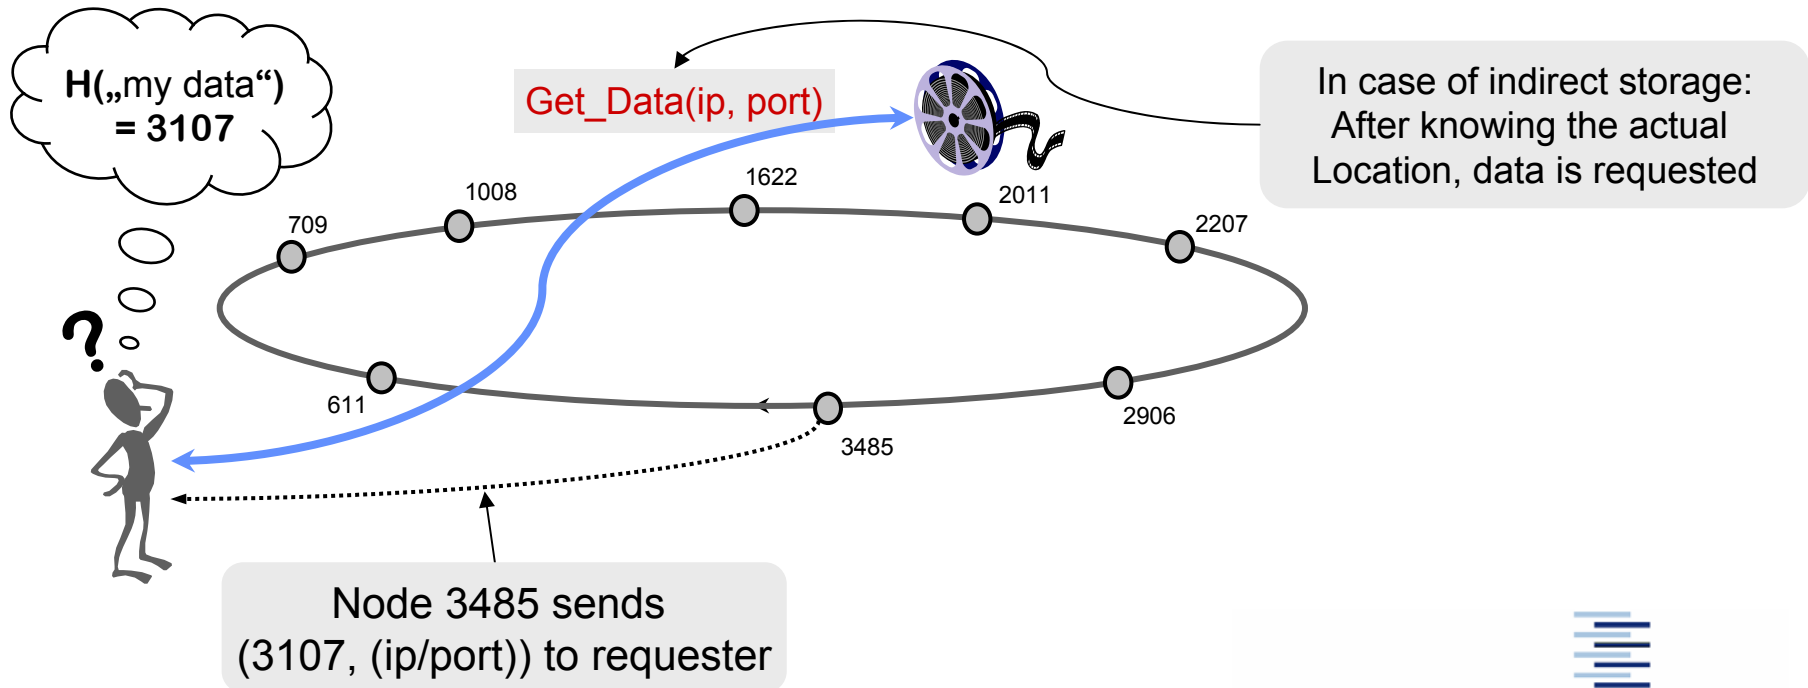 H(„my data“)
= 3107
Get_Data(ip, port)
In case of indirect storage:
After knowing the actual
Location, data is requested
709
1008
1622
2011
2207
?
611
3485
2906
Node 3485 sends
(3107, (ip/port)) to requester